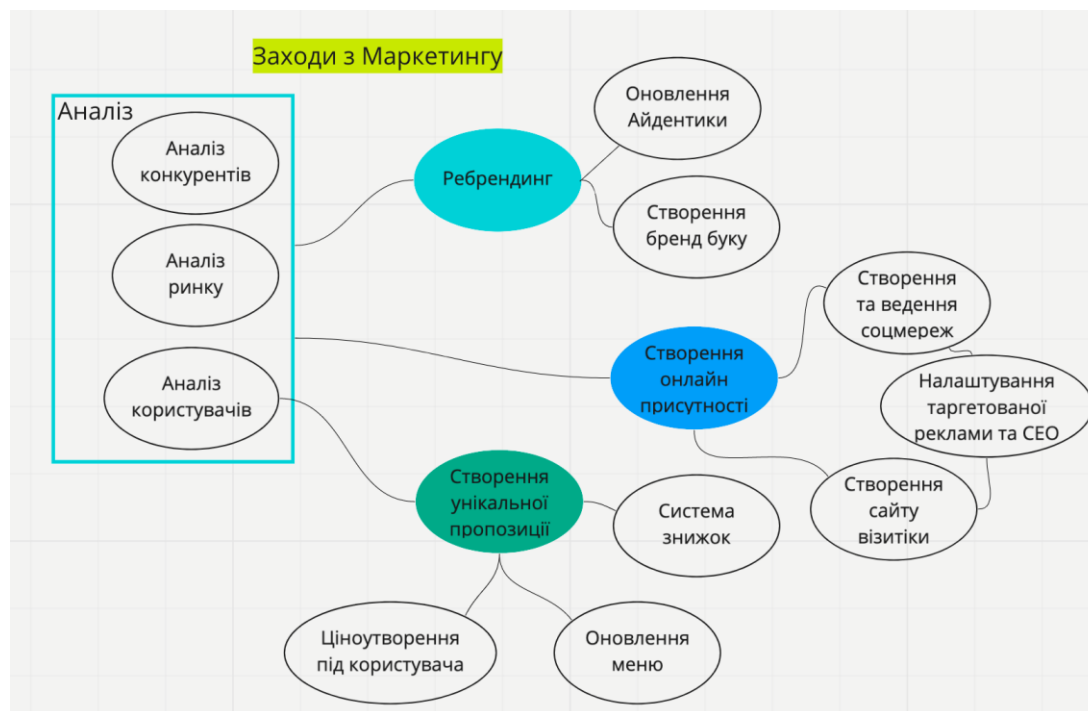 Заходи з Маркетингу
Аналіз
Аналіз
конкурентів
Аналіз
ринку
Аналіз
користувачів
Ребрендинг
Оновлення
Айдентики
Створення
бренд буку
Створення
онлайн
присутності
Створення
та ведення
соцмереж
Налаштування
таргетованої
реклами та СЕО
Створення
сайту
візитіки
Створення
унікальної
пропозиції
Система
знижок
Ціноутворення
під користувача
Оновлення
меню